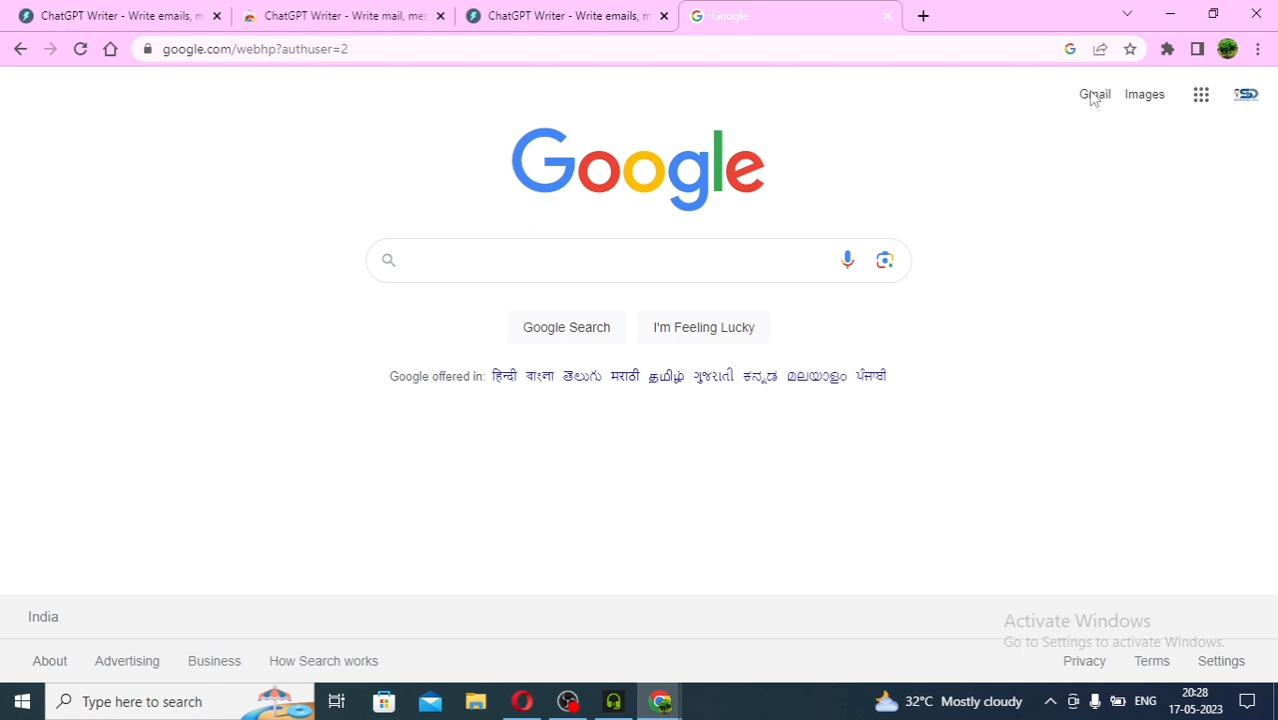 ChatGPT Writer - Write emails, m
ChatGPT Writer - Write mail, mes
ChatGPT Writer - Write emails, m
Google
google.com/webhp?authuser=2
Gmail Images
Google
Google Search I'm Feeling Lucky
Google offered in: हिन्दी বাংলা తెలుగు मराठी தமிழ் ગુજરાતી ಕನ್ನಡ മലയാളം ਪੰਜਾਬੀ
India
Activate Windows
Go to Settings to activate Windows.
About Advertising Business How Search works Privacy Terms Settings
Type here to search 32°C Mostly cloudy ENG 20:28
17-05-2023